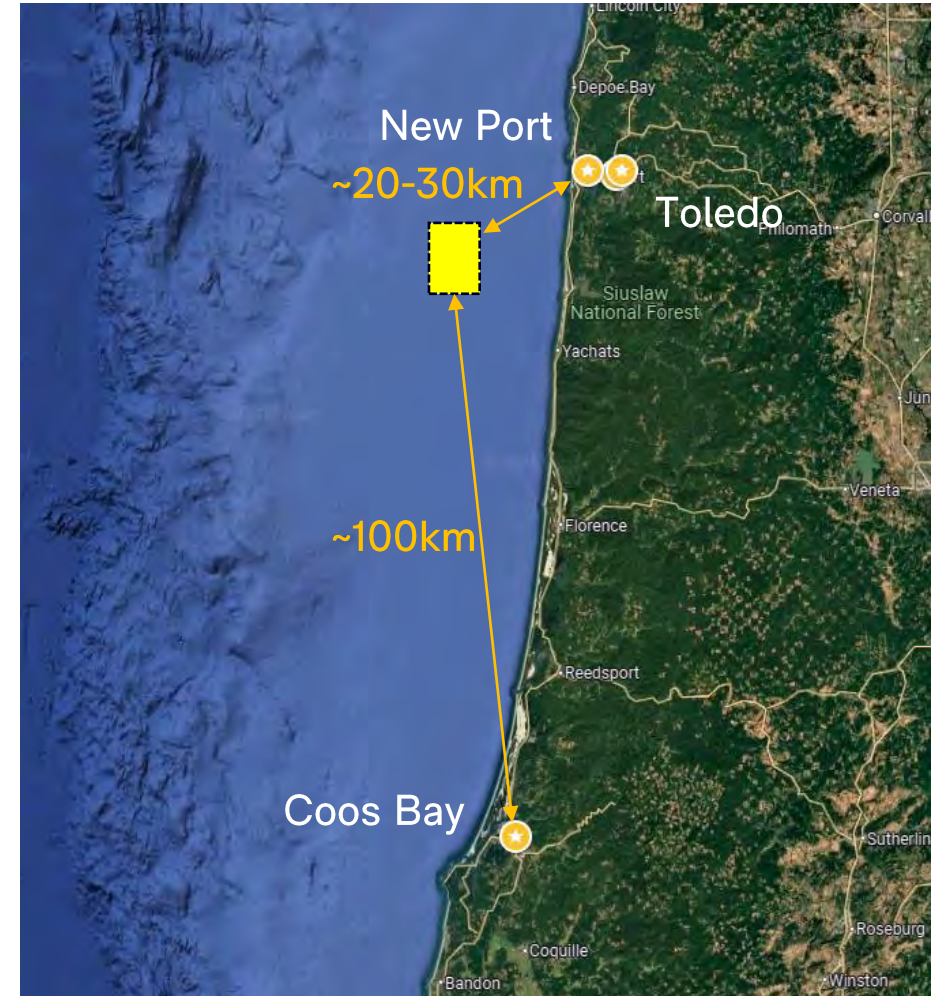 Lincoln City
Depoe Bay
New Port
~20-30km
Toledo
Corvall
Philomath
Siuslaw
National Forest
Yachats
Jun
Veneta
Florence
~100km
Reedsport
Coos Bay
Sutherlin
Roseburg
Coquille
Winston
Bandon